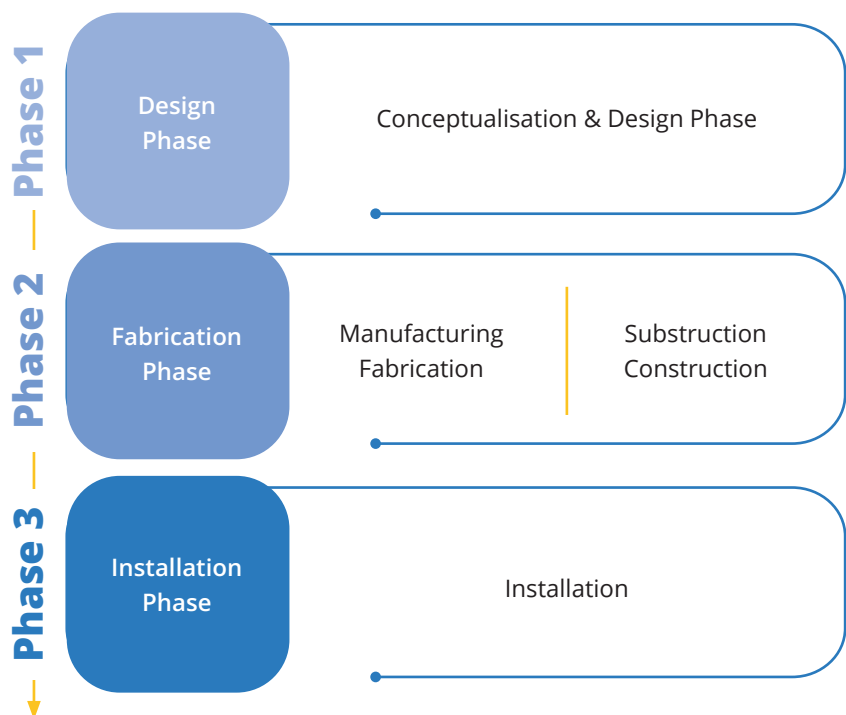 Phase 1
Design
Phase
Conceptualisation & Design Phase
Phase 2
Fabrication
Phase
Manufacturing
Fabrication
Substruction
Construction
Phase 3
Installation
Phase
Installation